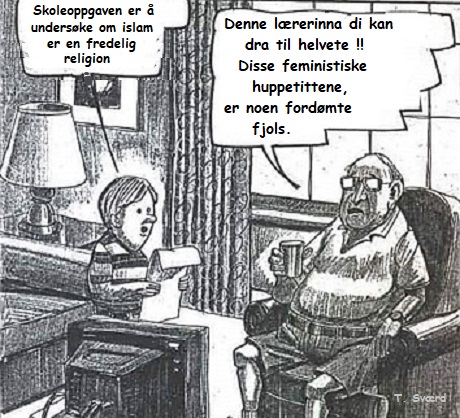 Skoleoppgaven er å
undersøke om islam
er en fredelig
religion
Denne lærerinna di kan
dra til helvete !!
Disse feministiske
huppetittene,
er noen fordømte
fjols.
T. Sværd